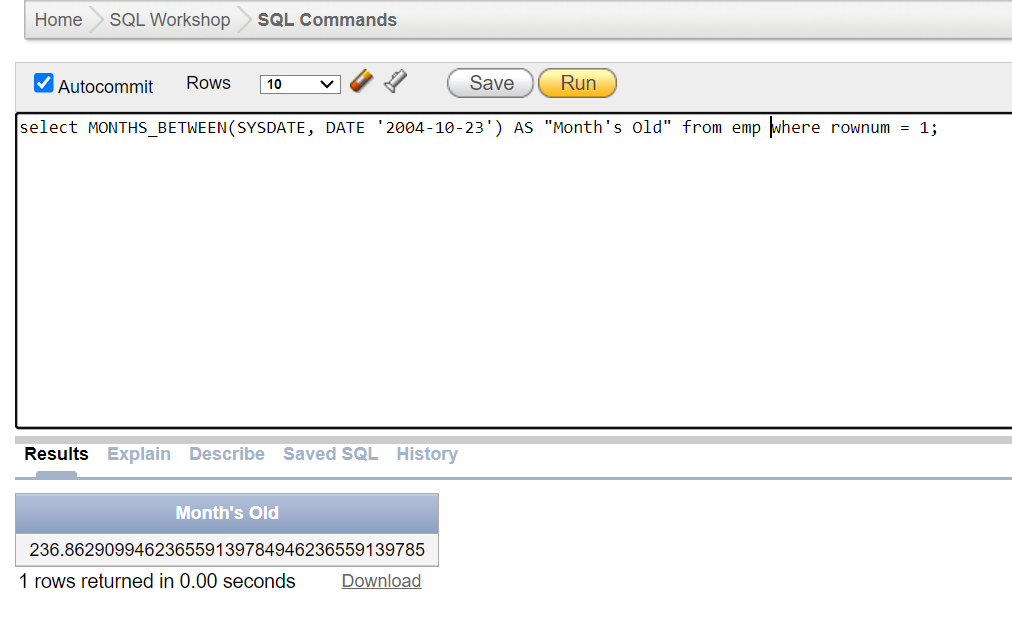 Home SQL Workshop SQL Commands
Autocommit Rows 10 Save Run
select MONTHS_BETWEEN(SYSDATE, DATE '2004-10-23') AS "Month's Old" from emp where rownum = 1;
Results Explain Describe Saved SQL History
Month's Old
236.862909946236559139784946236559139785
1 rows returned in 0.00 seconds Download